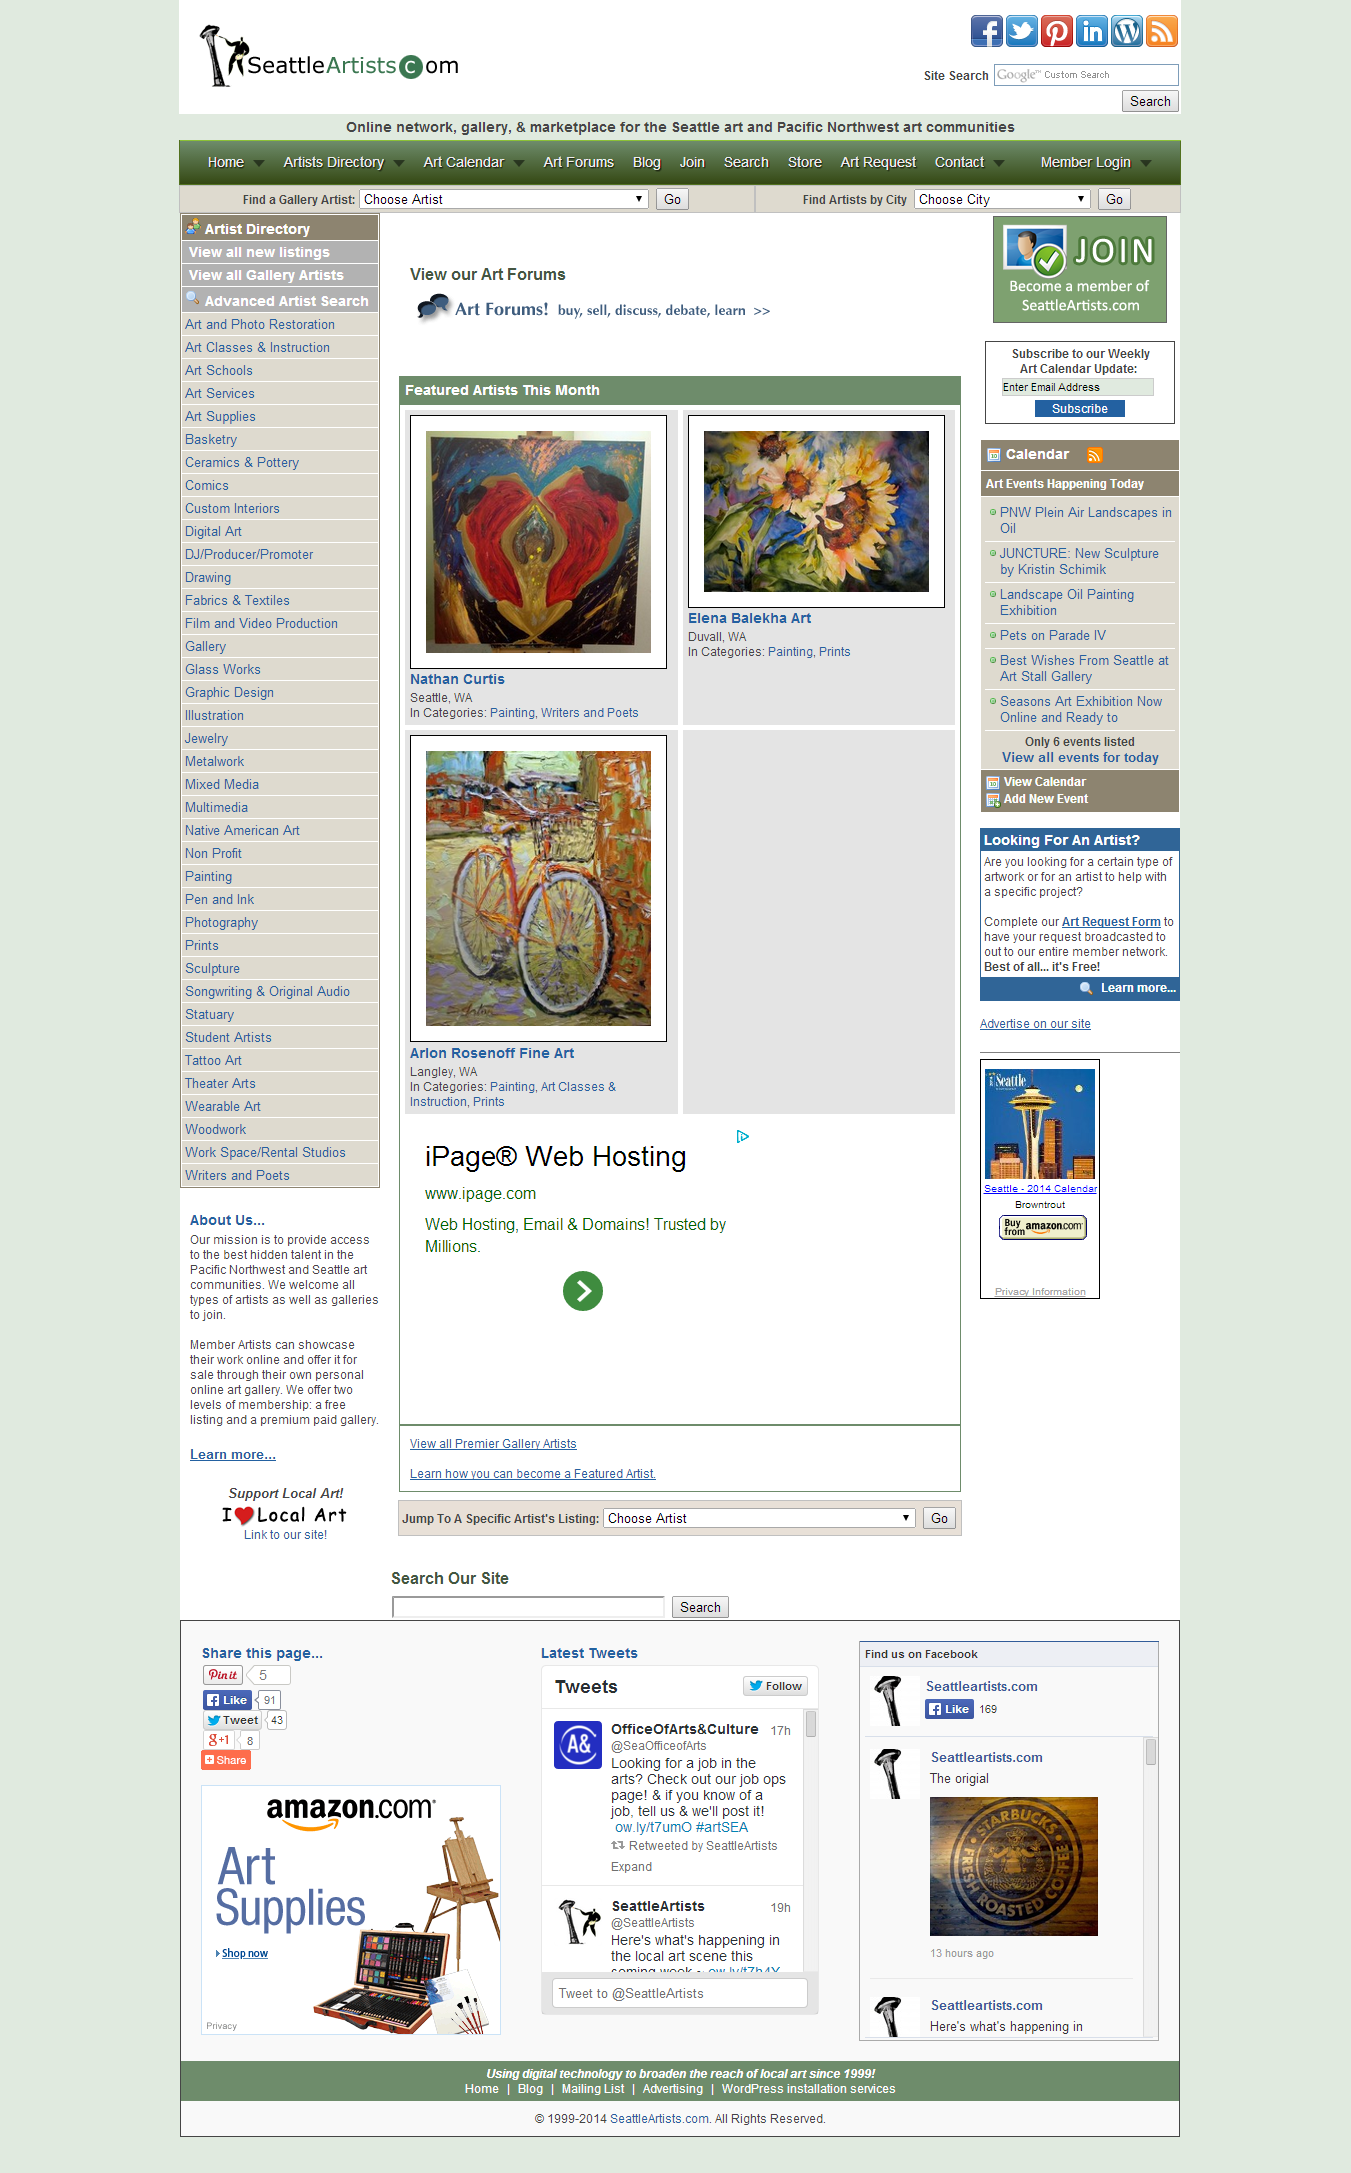 SeattleArtists.com
Site Search Google™ Custom Search
Search
Online network, gallery, & marketplace for the Seattle art and Pacific Northwest art communities
Home Artists Directory Art Calendar Art Forums Blog Join Search Store Art Request Contact Member Login
Find a Gallery Artist: Choose Artist Go Find Artists by City Choose City Go
Artist Directory
View all new listings
View all Gallery Artists
Advanced Artist Search
Art and Photo Restoration
Art Classes & Instruction
Art Schools
Art Services
Art Supplies
Basketry
Ceramics & Pottery
Comics
Custom Interiors
Digital Art
DJ/Producer/Promoter
Drawing
Fabrics & Textiles
Film and Video Production
Gallery
Glass Works
Graphic Design
Illustration
Jewelry
Metalwork
Mixed Media
Multimedia
Native American Art
Non Profit
Painting
Pen and Ink
Photography
Prints
Sculpture
Songwriting & Original Audio
Statuary
Student Artists
Tattoo Art
Theater Arts
Wearable Art
Woodwork
Work Space/Rental Studios
Writers and Poets
About Us...
Our mission is to provide access
to the best hidden talent in the
Pacific Northwest and Seattle art
communities. We welcome all
types of artists as well as galleries
to join.
Member Artists can showcase
their work online and offer it for
sale through their own personal
online art gallery. We offer two
levels of membership: a free
listing and a premium paid gallery.
Learn more...
Support Local Art!
I Local Art
Link to our site!
View our Art Forums
Art Forums! buy, sell, discuss, debate, learn >>
Featured Artists This Month
Nathan Curtis
Seattle, WA
In Categories: Painting, Writers and Poets
Elena Balekha Art
Duvall, WA
In Categories: Painting, Prints
Arlon Rosenoff Fine Art
Langley, WA
In Categories: Painting, Art Classes &
Instruction, Prints
iPage® Web Hosting
www.ipage.com
Web Hosting, Email & Domains! Trusted by
Millions.
View all Premier Gallery Artists
Learn how you can become a Featured Artist.
Jump To A Specific Artist's Listing: Choose Artist Go
Search Our Site
Search
JOIN
Become a member of
SeattleArtists.com
Subscribe to our Weekly
Art Calendar Update:
Enter Email Address
Subscribe
Calendar
Art Events Happening Today
PNW Plein Air Landscapes in
Oil
JUNCTURE: New Sculpture
by Kristin Schimik
Landscape Oil Painting
Exhibition
Pets on Parade IV
Best Wishes From Seattle at
Art Stall Gallery
Seasons Art Exhibition Now
Online and Ready to
Only 6 events listed
View all events for today
View Calendar
Add New Event
Looking For An Artist?
Are you looking for a certain type of
artwork or for an artist to help with
a specific project?
Complete our Art Request Form to
have your request broadcasted to
out to our entire member network.
Best of all... it's Free!
Learn more...
Advertise on our site
Seattle
Seattle - 2014 Calendar
Browntrout
Buy from amazon.com
Privacy Information
Share this page...
Pin it 5
Like 91
Tweet 43
g+1 8
Share
amazon.com
Art
Supplies
Shop now
Privacy
Latest Tweets
Tweets Follow
A&
OfficeOfArts&Culture 17h
@SeaOfficeofArts
Looking for a job in the
arts? Check out our job ops
page! & if you know of a
job, tell us & we'll post it!
ow.ly/t7umO #artSEA
Retweeted by SeattleArtists
Expand
SeattleArtists 19h
@SeattleArtists
Here's what's happening in
the local art scene this
coming week ~ ow.ly/t7h4Y
Tweet to @SeattleArtists
Find us on Facebook
Seattleartists.com
Like 169
Seattleartists.com
The origial
STARBUCKS
FRESH ROASTED COFFEE
13 hours ago
Seattleartists.com
Here's what's happening in
Using digital technology to broaden the reach of local art since 1999!
Home | Blog | Mailing List | Advertising | WordPress installation services
© 1999-2014 SeattleArtists.com. All Rights Reserved.